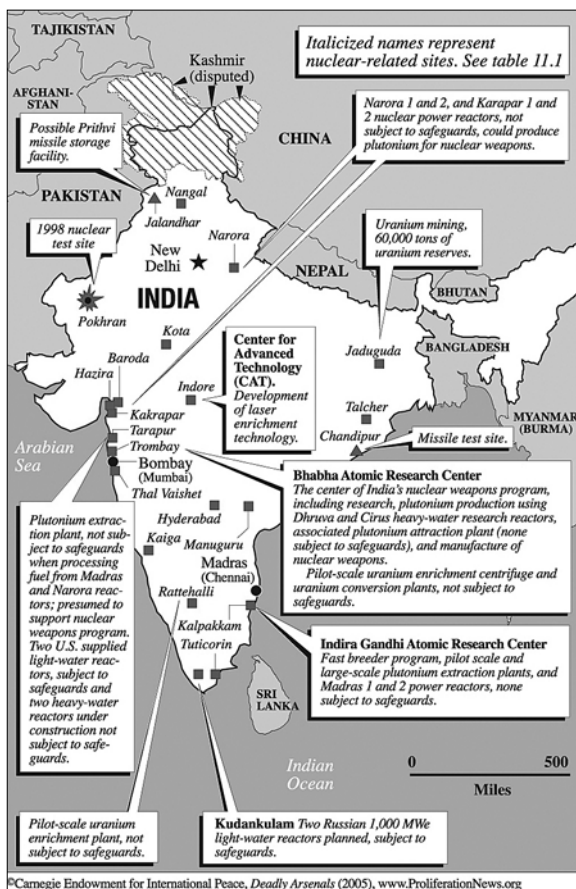 TAJIKISTAN
Kashmir
(disputed)
Italicized names represent
nuclear-related sites. See table 11.1
AFGHANI-
STAN
Possible Prithvi
missile storage
facility.
CHINA
Narora 1 and 2, and Karapar 1 and
2 nuclear power reactors, not
subject to safeguards, could produce
plutonium for nuclear weapons.
PAKISTAN
Nangal
Jalandhar
1998 nuclear
test site
New
Delhi
Narora
Uranium mining,
60,000 tons of
uranium reserves.
NEPAL
INDIA
BHUTAN
Pokhran
Kota
Center for
Advanced
Technology
(CAT).
Development
of laser
enrichment
technology.
Jaduguda
BANGLADESH
Baroda
Hazira
Indore
Kakrapar
Talcher
MYANMAR
(BURMA)
Tarapur
Chandipur
Missile test site.
Arabian
Sea
Trombay
Bombay
(Mumbai)
Thal Vaishet
Bhabha Atomic Research Center
The center of India's nuclear weapons program,
including research, plutonium production using
Dhruva and Cirus heavy-water research reactors,
associated plutonium attraction plant (none
subject to safeguards), and manufacture of
nuclear weapons.
Pilot-scale uranium enrichment centrifuge and
uranium conversion plants, not subject to
safeguards.
Plutonium extrac-
tion plant, not sub-
ject to safeguards
when processing
fuel from Madras
and Narora reac-
tors; presumed to
support nuclear
weapons program.
Two U.S. supplied
light-water reac-
tors, subject to
safeguards and
two heavy-water
reactors under
construction not
subject to safe-
guards.
Hyderabad
Kaiga
Manuguru
Madras
(Chennai)
Rattehalli
Kalpakkam
Tuticorin
Indira Gandhi Atomic Research Center
Fast breeder program, pilot scale and
large-scale plutonium extraction plants, and
Madras 1 and 2 power reactors, none
subject to safeguards.
SRI
LANKA
Indian
Ocean
0 500
Miles
Pilot-scale uranium
enrichment plant, not
subject to safeguards.
Kudankulam Two Russian 1,000 MWe
light-water reactors planned, subject to
safeguards.
©Carnegie Endowment for International Peace, Deadly Arsenals (2005), www.ProliferationNews.org